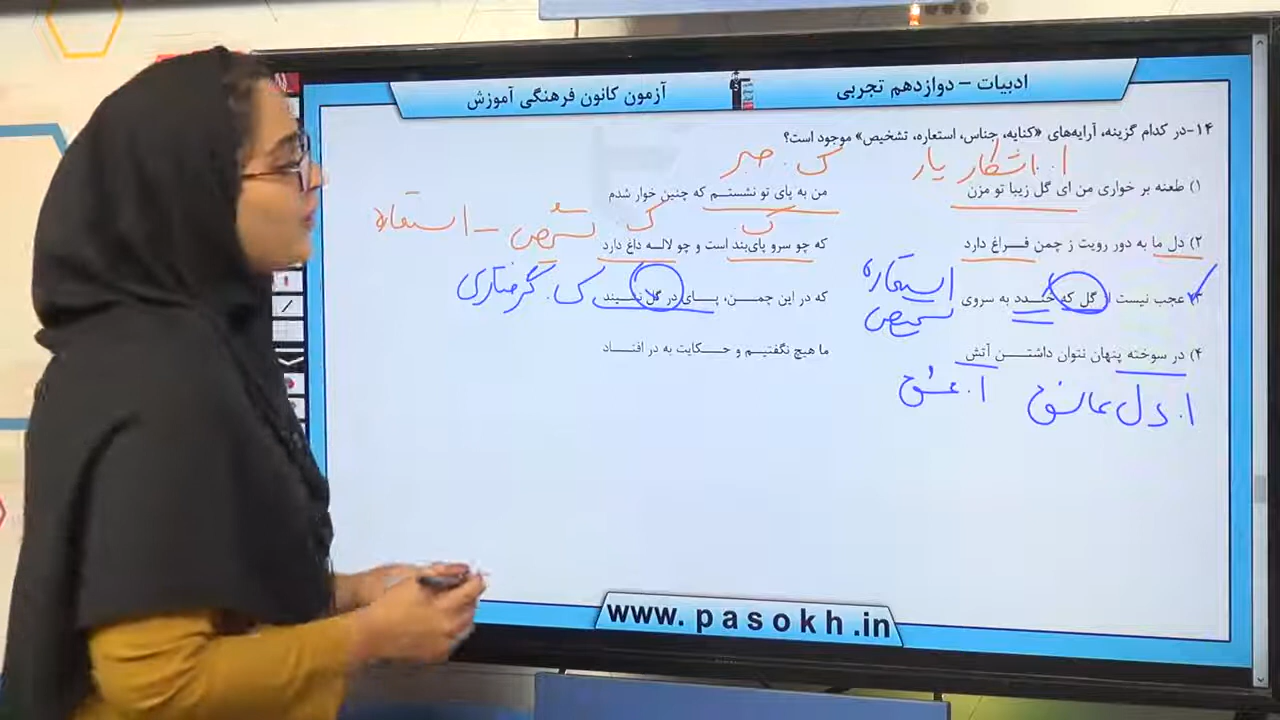 ادبیات – دوازدهم تجربی
آزمون کانون فرهنگی آموزش
۱۴-در کدام گزینه، آرایه‌های «کنایه، جناس، استعاره، تشخیص» موجود است؟
ا. آشکار یار
ک. صبر
۱) طعنه بر خواری من ای گل زیبا تو مزن
من به پای تو نشستم که چنین خوار شدم
ک
ک. تشخیص – استعاره
۲) دل ما به دور رویت ز چمن فراغ دارد
که چو سرو پای‌بند است و چو لاله داغ دارد
استعاره
تشخیص
عجب نیست از گل که خندد به سروی
که در این چمن، پای در گل نشیند
ک. گرفتاری
۴) در سوخته پنهان نتوان داشتن آتش
ما هیچ نگفتیم و حکایت به در افتاد
ا. دل عاشق
ا. عشق
www.pasokh.in